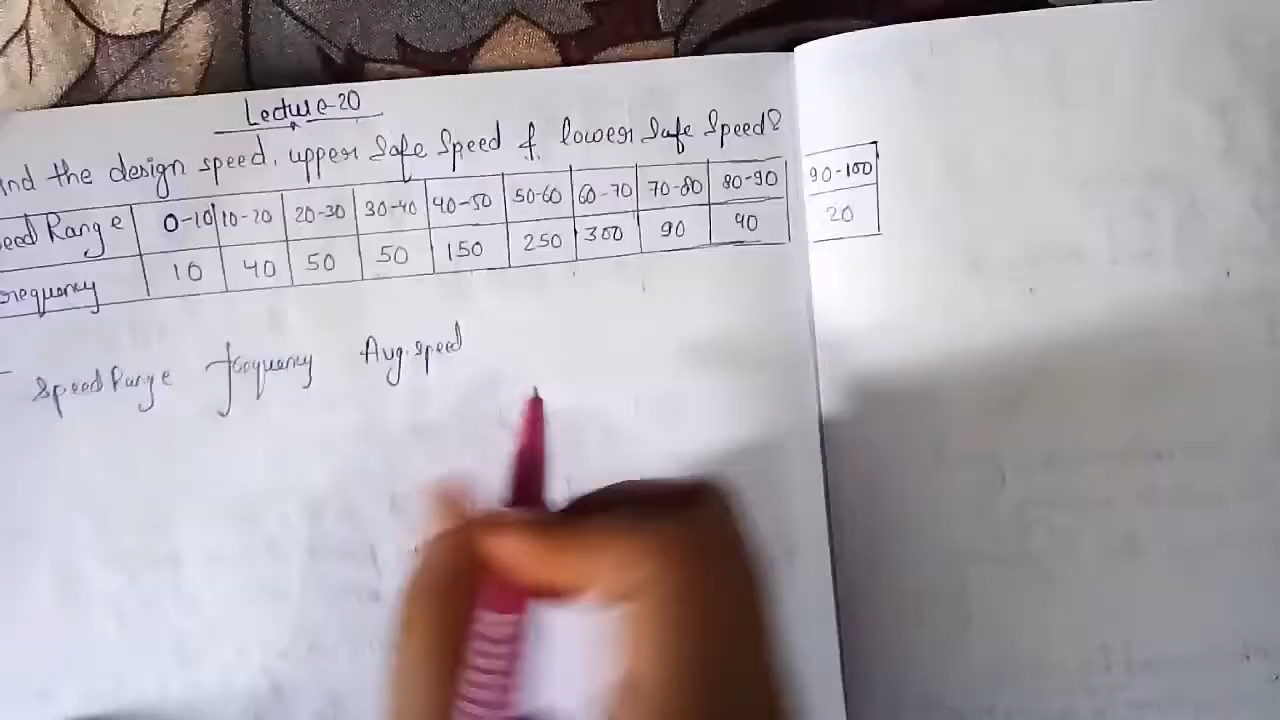 Lecture-20
ind the design speed, upper Safe Speed & lower Safe Speed?
eed Range 0-10 10-20 20-30 30-40 40-50 50-60 60-70 70-80 80-90 90-100
requency 10 40 50 50 150 250 300 90 40 20
Speed Range frequency Avg. Speed